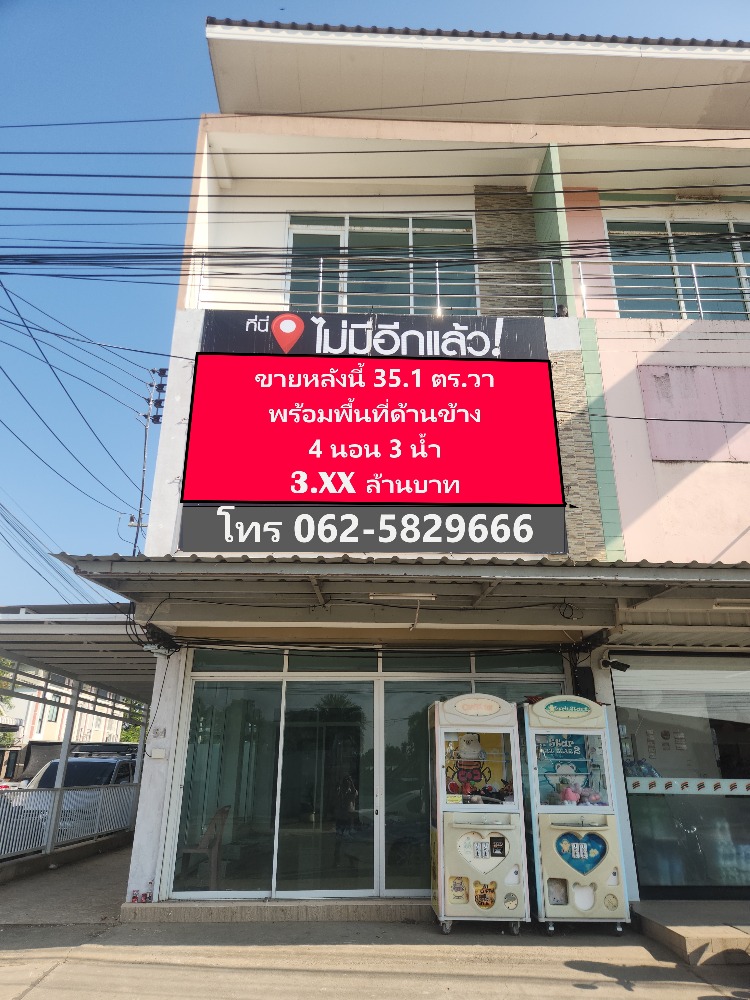 ที่นี่ ไม่มีอีกแล้ว!
ขายหลังนี้ 35.1 ตร.วา
พร้อมพื้นที่ด้านข้าง
4 นอน 3 น้ำ
3.XX ล้านบาท
โทร 062-5829666
Star